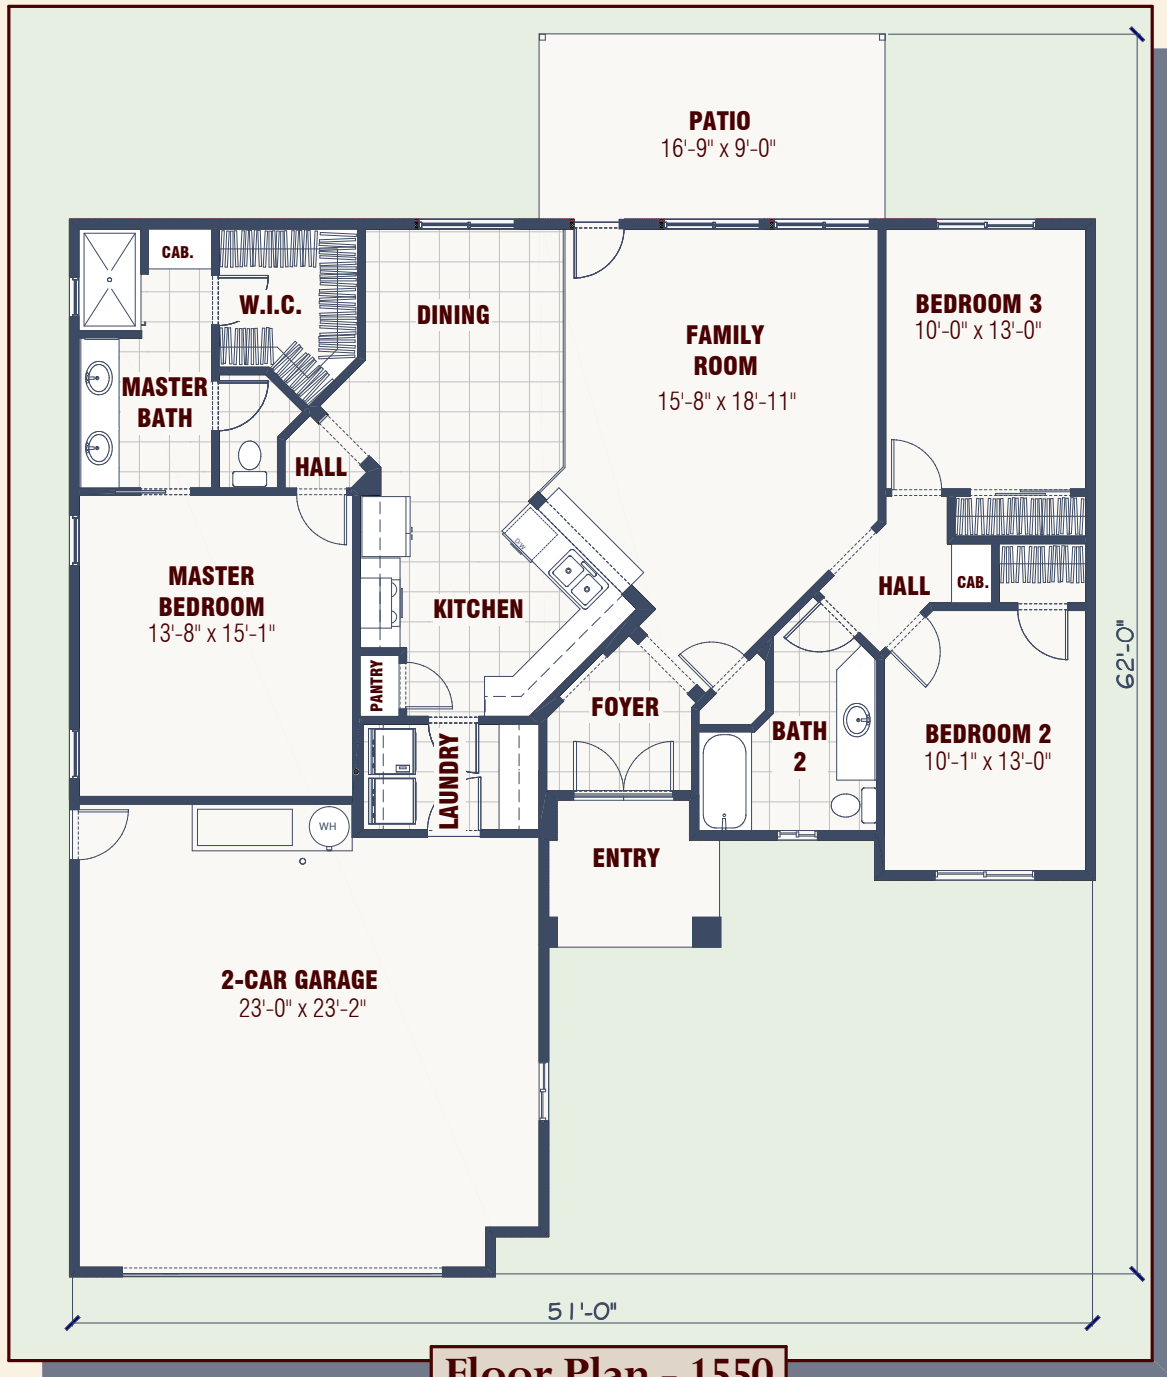 PATIO
16'-9" x 9'-0"
CAB.
W.I.C.
DINING
FAMILY
ROOM
15'-8" x 18'-11"
BEDROOM 3
10'-0" x 13'-0"
MASTER
BATH
HALL
MASTER
BEDROOM
13'-8" x 15'-1"
D/W
KITCHEN
HALL
CAB.
PANTRY
FOYER
LAUNDRY
BATH
2
BEDROOM 2
10'-1" x 13'-0"
62'-0"
WH
ENTRY
2-CAR GARAGE
23'-0" x 23'-2"
51'-0"
Floor Plan - 1550